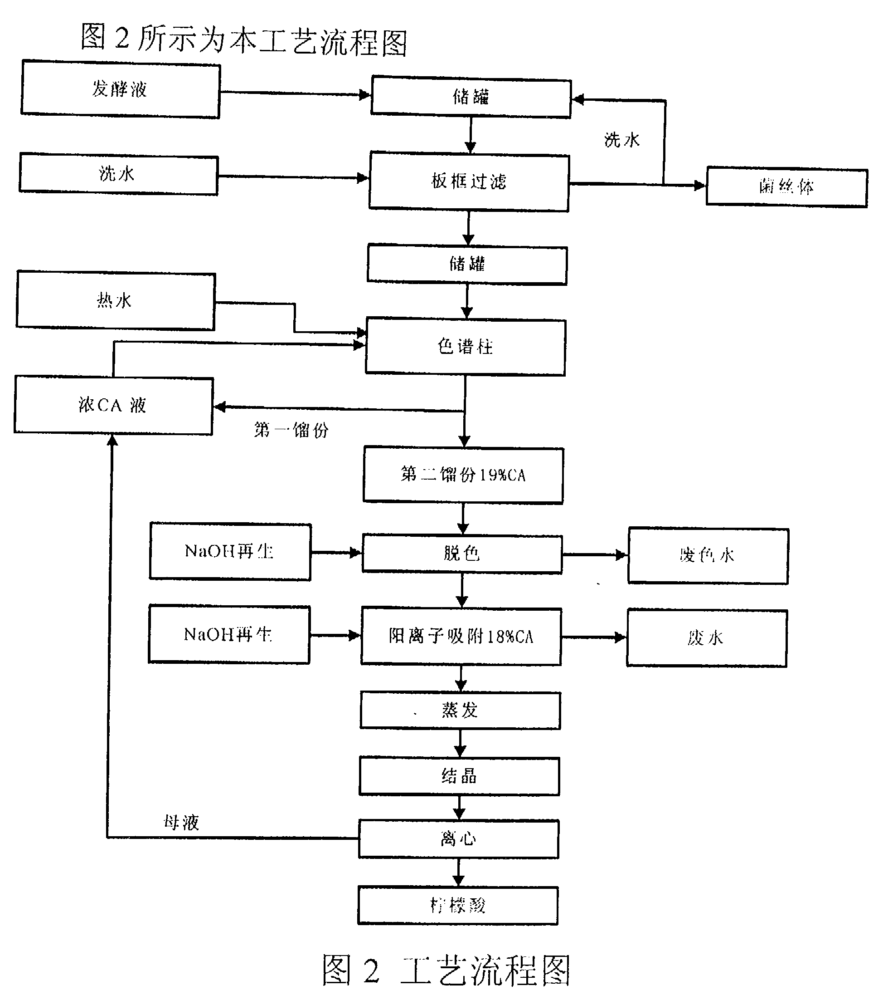 图2所示为本工艺流程图
发酵液
储罐
洗水
洗水
板框过滤
菌丝体
储罐
热水
色谱柱
浓CA 液
第一馏份
第二馏份19%CA
NaOH再生
脱色
废色水
NaOH再生
阳离子吸附18%CA
废水
蒸发
结晶
母液
离心
柠檬酸
图2 工艺流程图